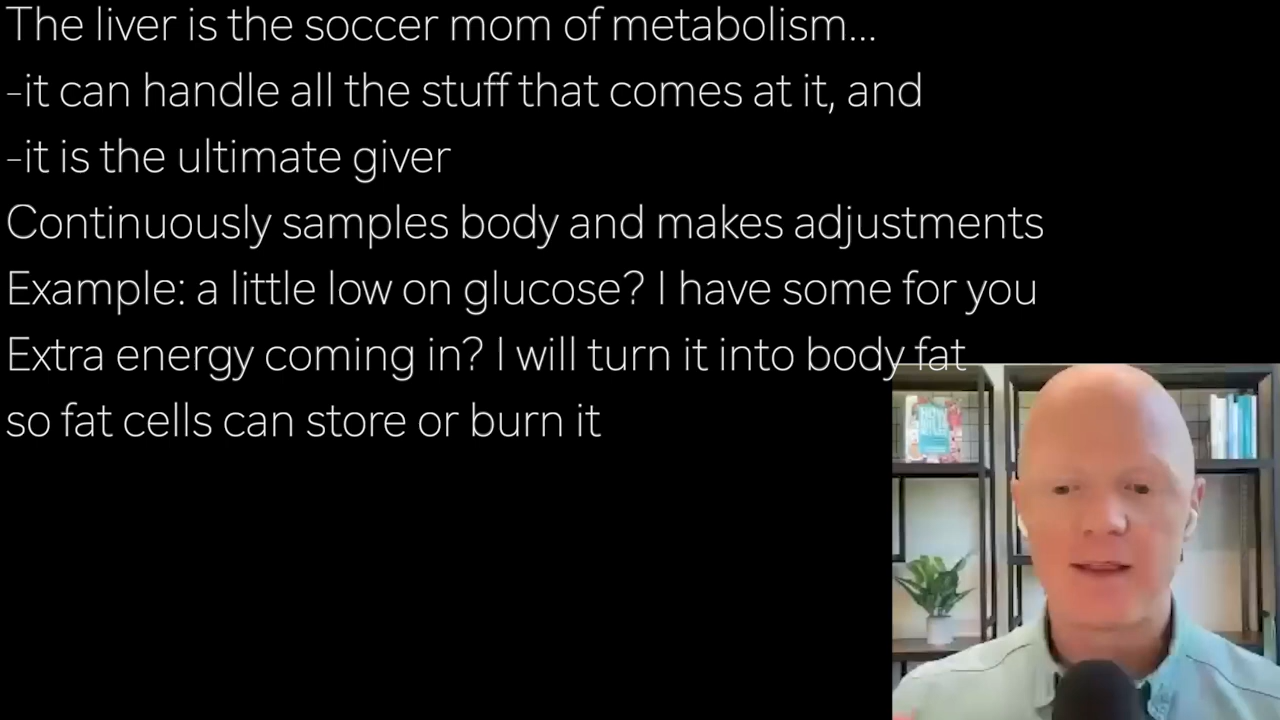 The liver is the soccer mom of metabolism...
-it can handle all the stuff that comes at it, and
-it is the ultimate giver
Continuously samples body and makes adjustments
Example: a little low on glucose? I have some for you
Extra energy coming in? I will turn it into body fat
so fat cells can store or burn it